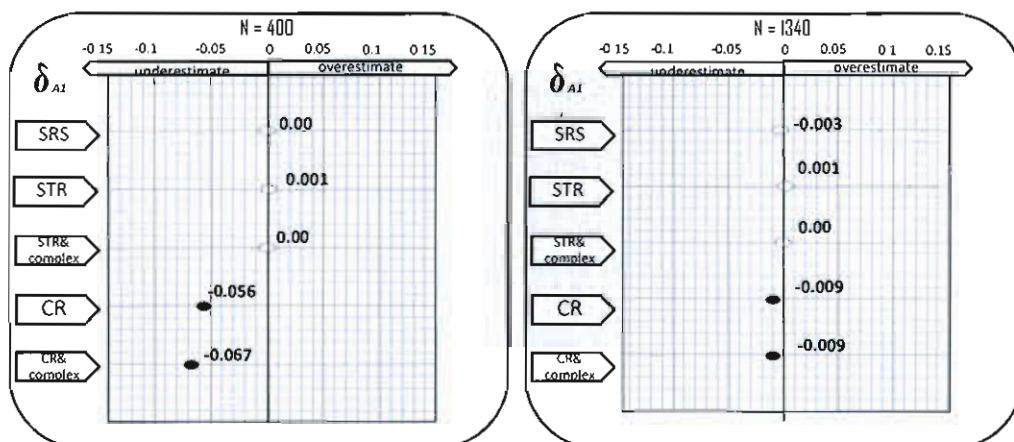 N = 400
-0.15 -0.1 -0.05 0 0.05 0.1 0.15
underestimate overestimate
δA1
SRS 0.00
STR 0.001
STR& complex 0.00
CR -0.056
CR& complex -0.067
N = 1340
-0.15 -0.1 -0.05 0 0.05 0.1 0.15
underestimate overestimate
δA1
SRS -0.003
STR 0.001
STR& complex 0.00
CR -0.009
CR& complex -0.009